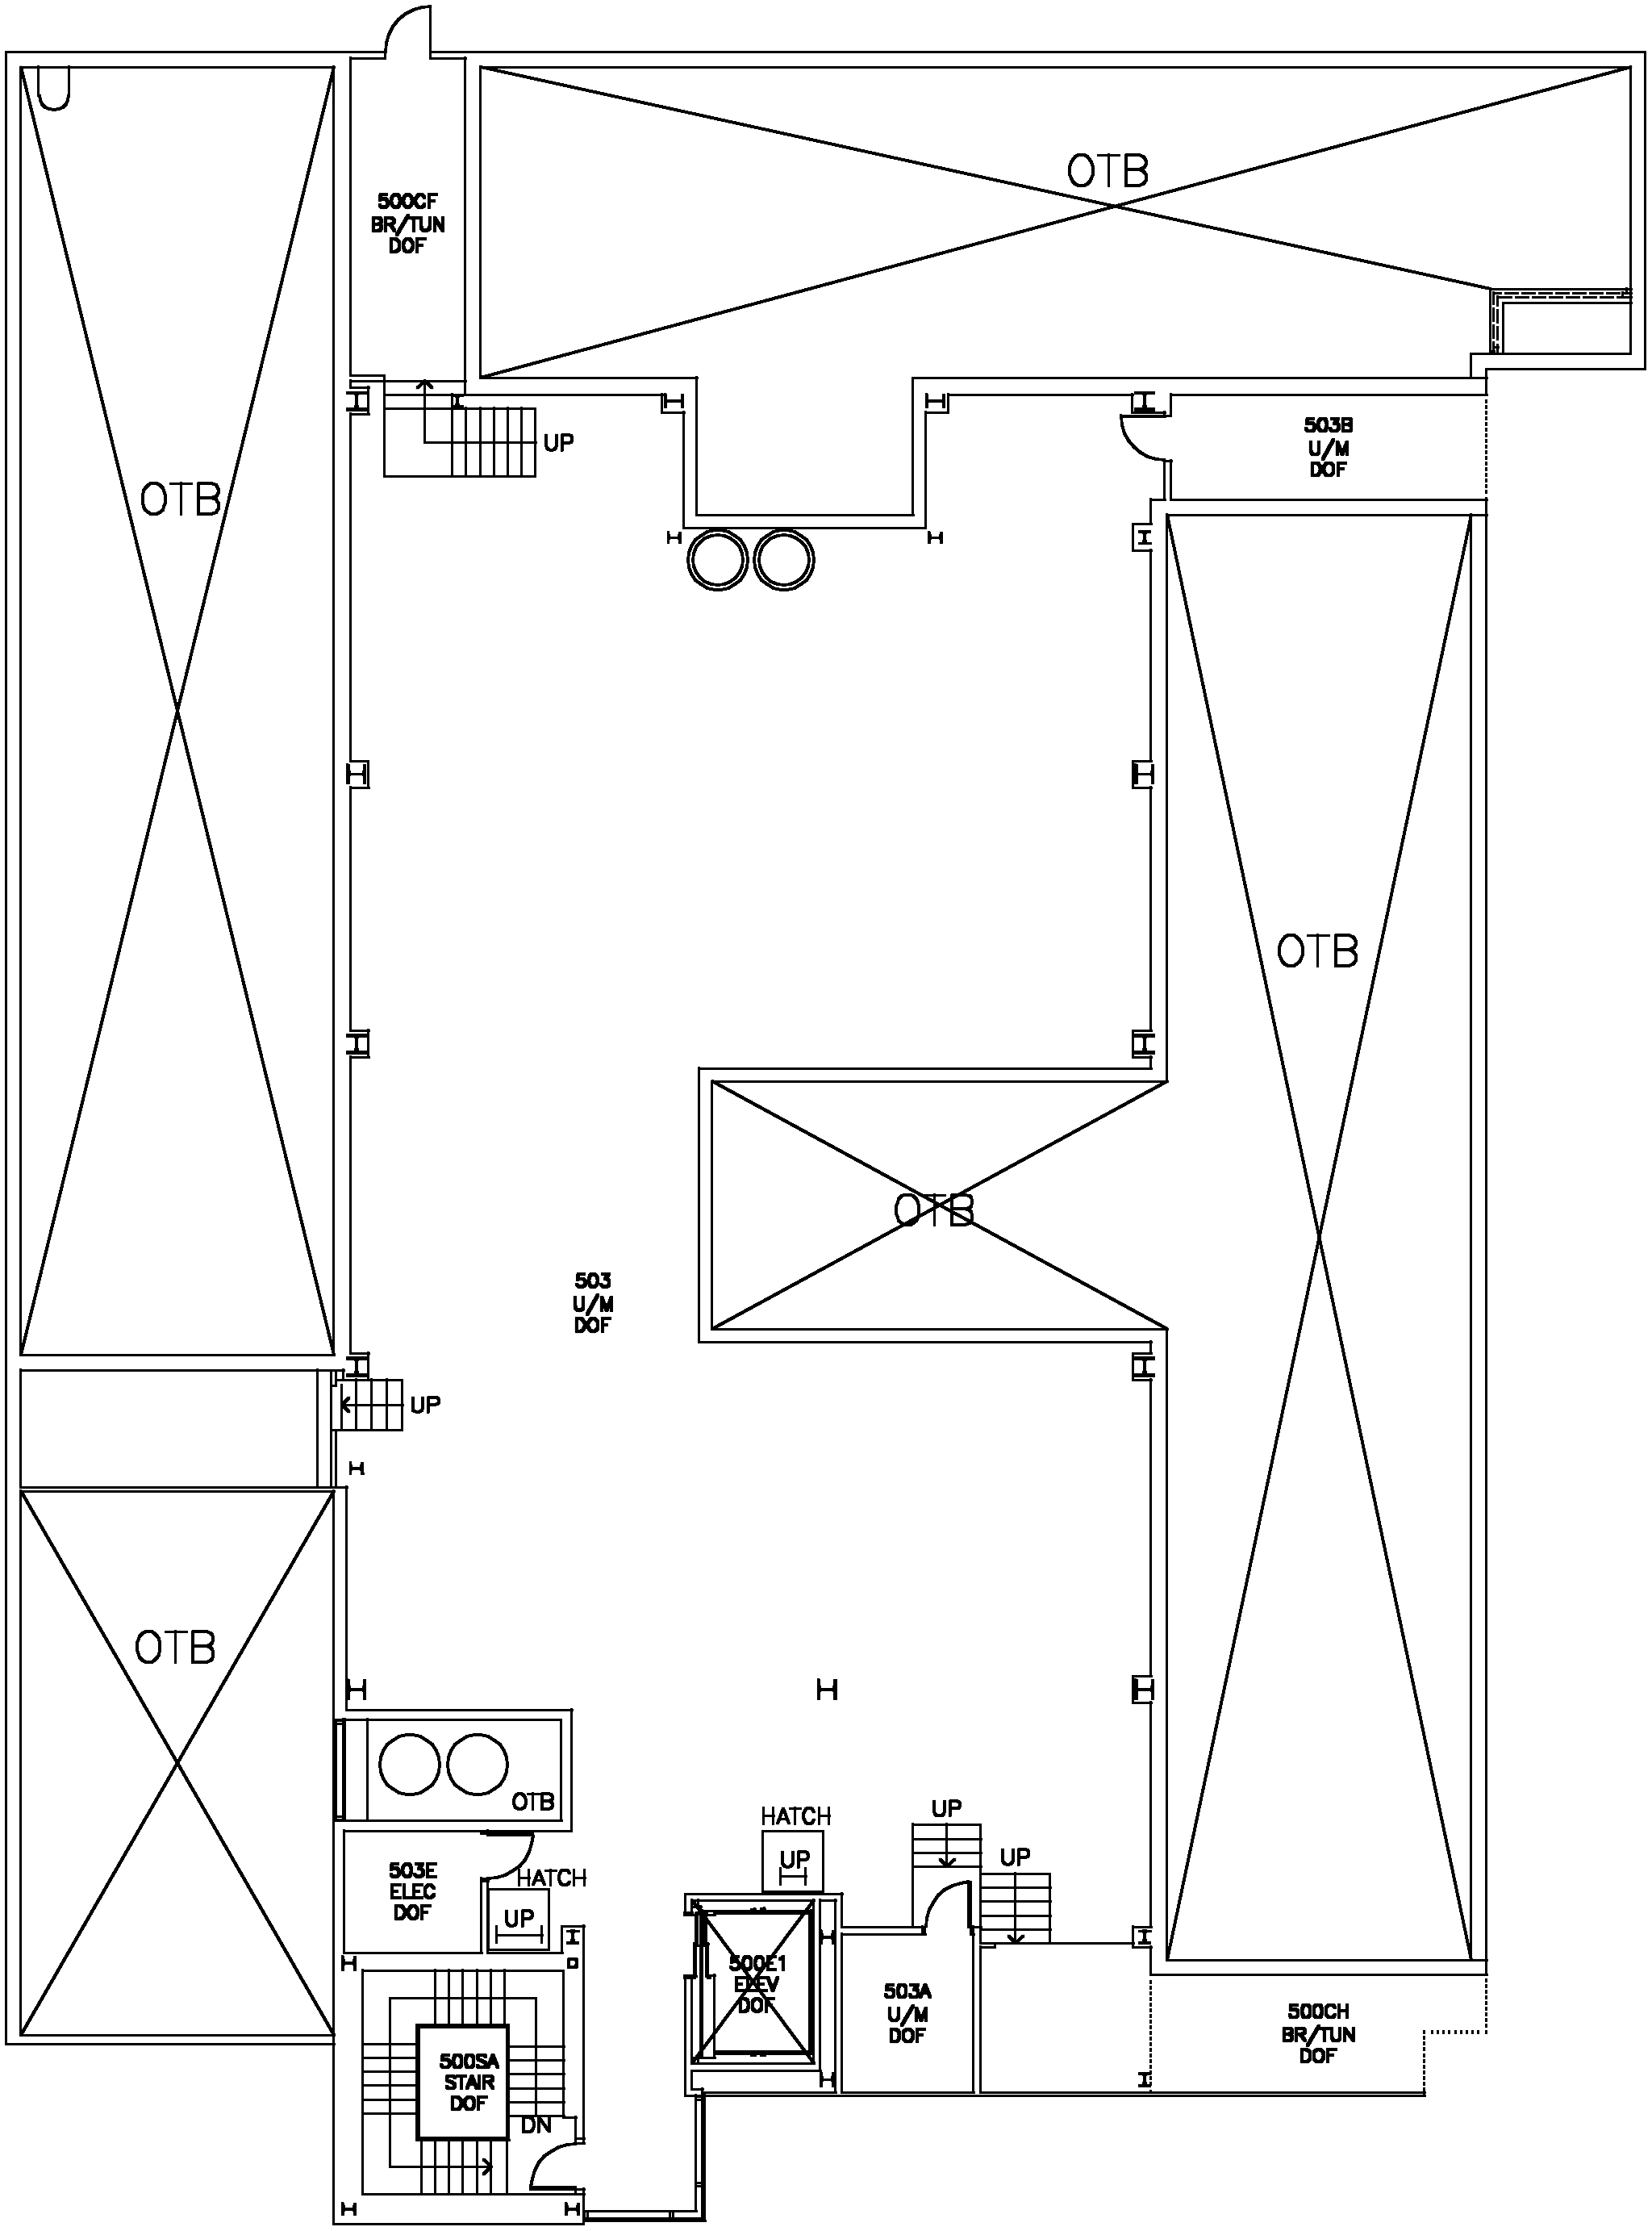 OTB
500CF
BR/TUN
DOF
503B
U/M
DOF
UP
OTB
OTB
OTB
503
U/M
DOF
UP
OTB
OTB
HATCH
UP
UP
UP
503E
ELEC
DOF
HATCH
UP
500E1
ELEV
DOF
503A
U/M
DOF
500CH
BR/TUN
DOF
500SA
STAIR
DOF
DN